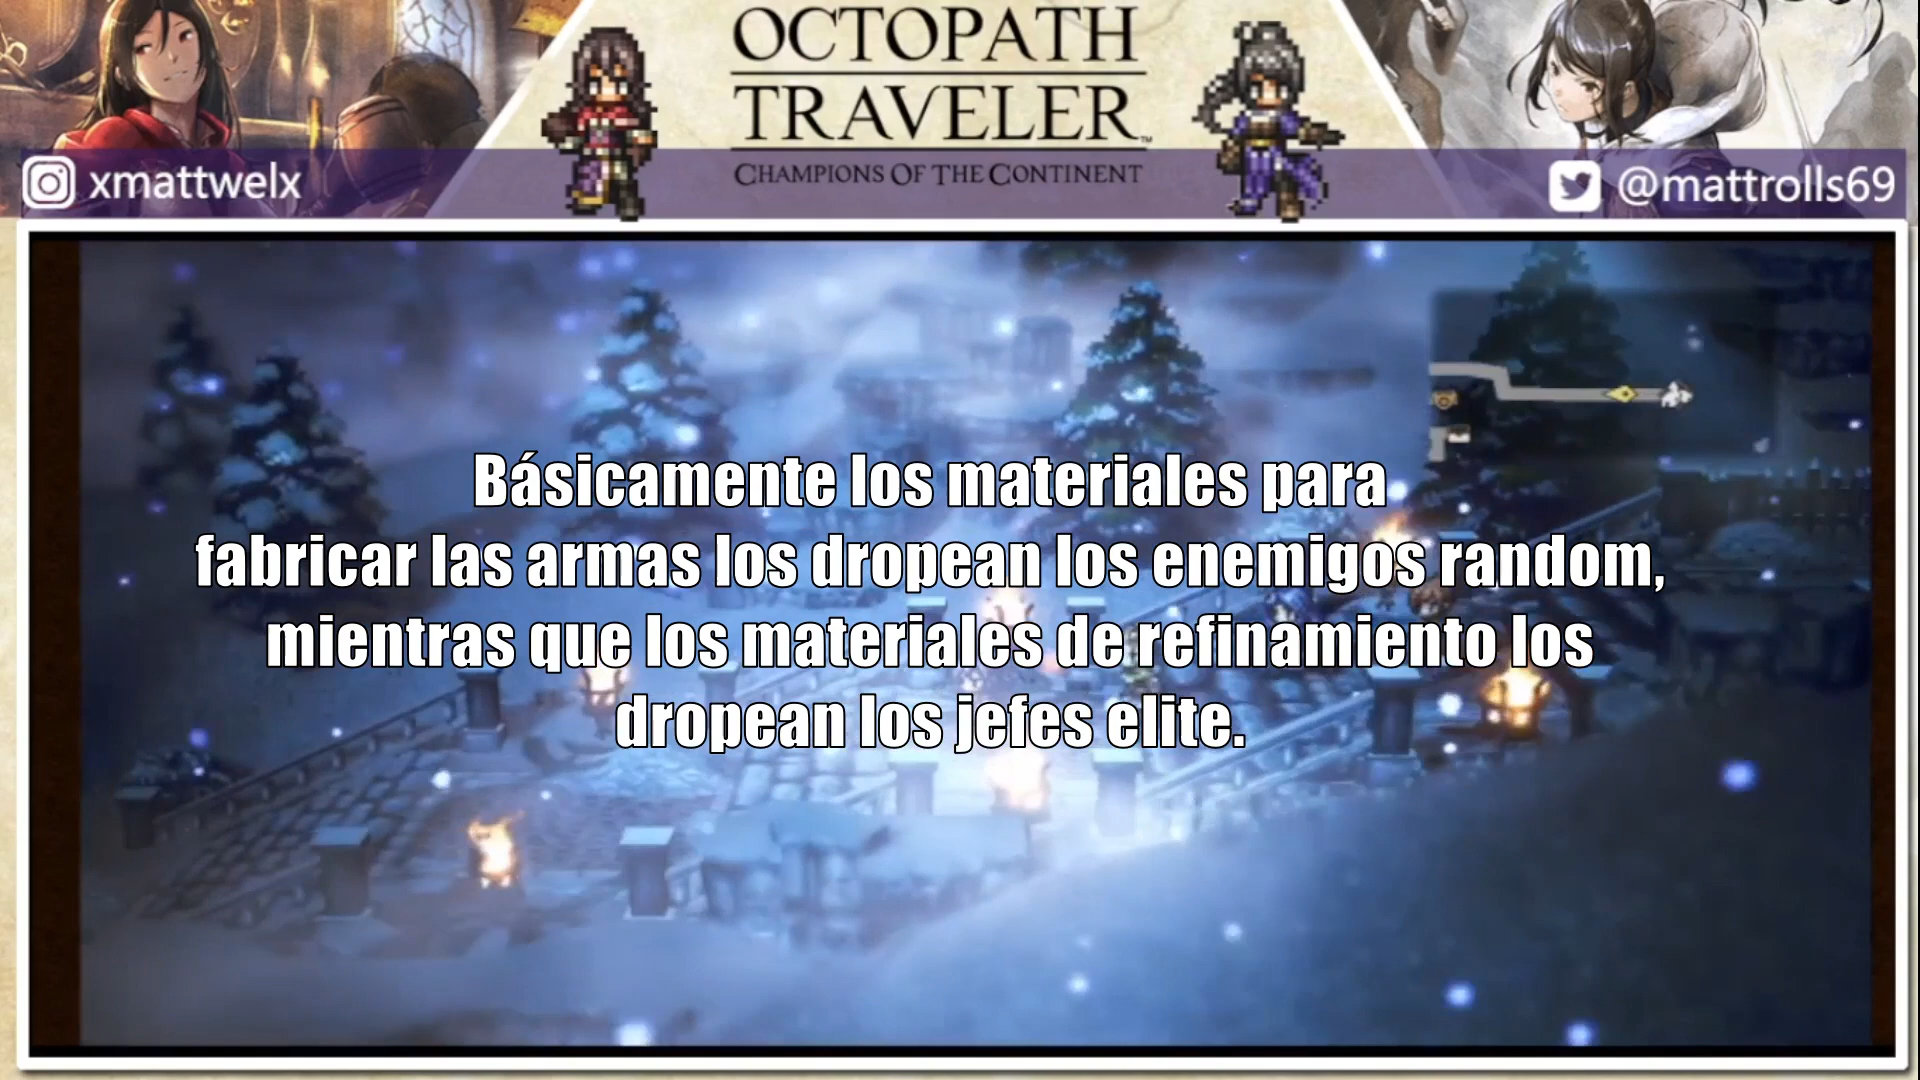 OCTOPATH
TRAVELER™
CHAMPIONS OF THE CONTINENT
xmattwelx
@mattrolls69
Básicamente los materiales para
fabricar las armas los dropean los enemigos random,
mientras que los materiales de refinamiento los
dropean los jefes elite.